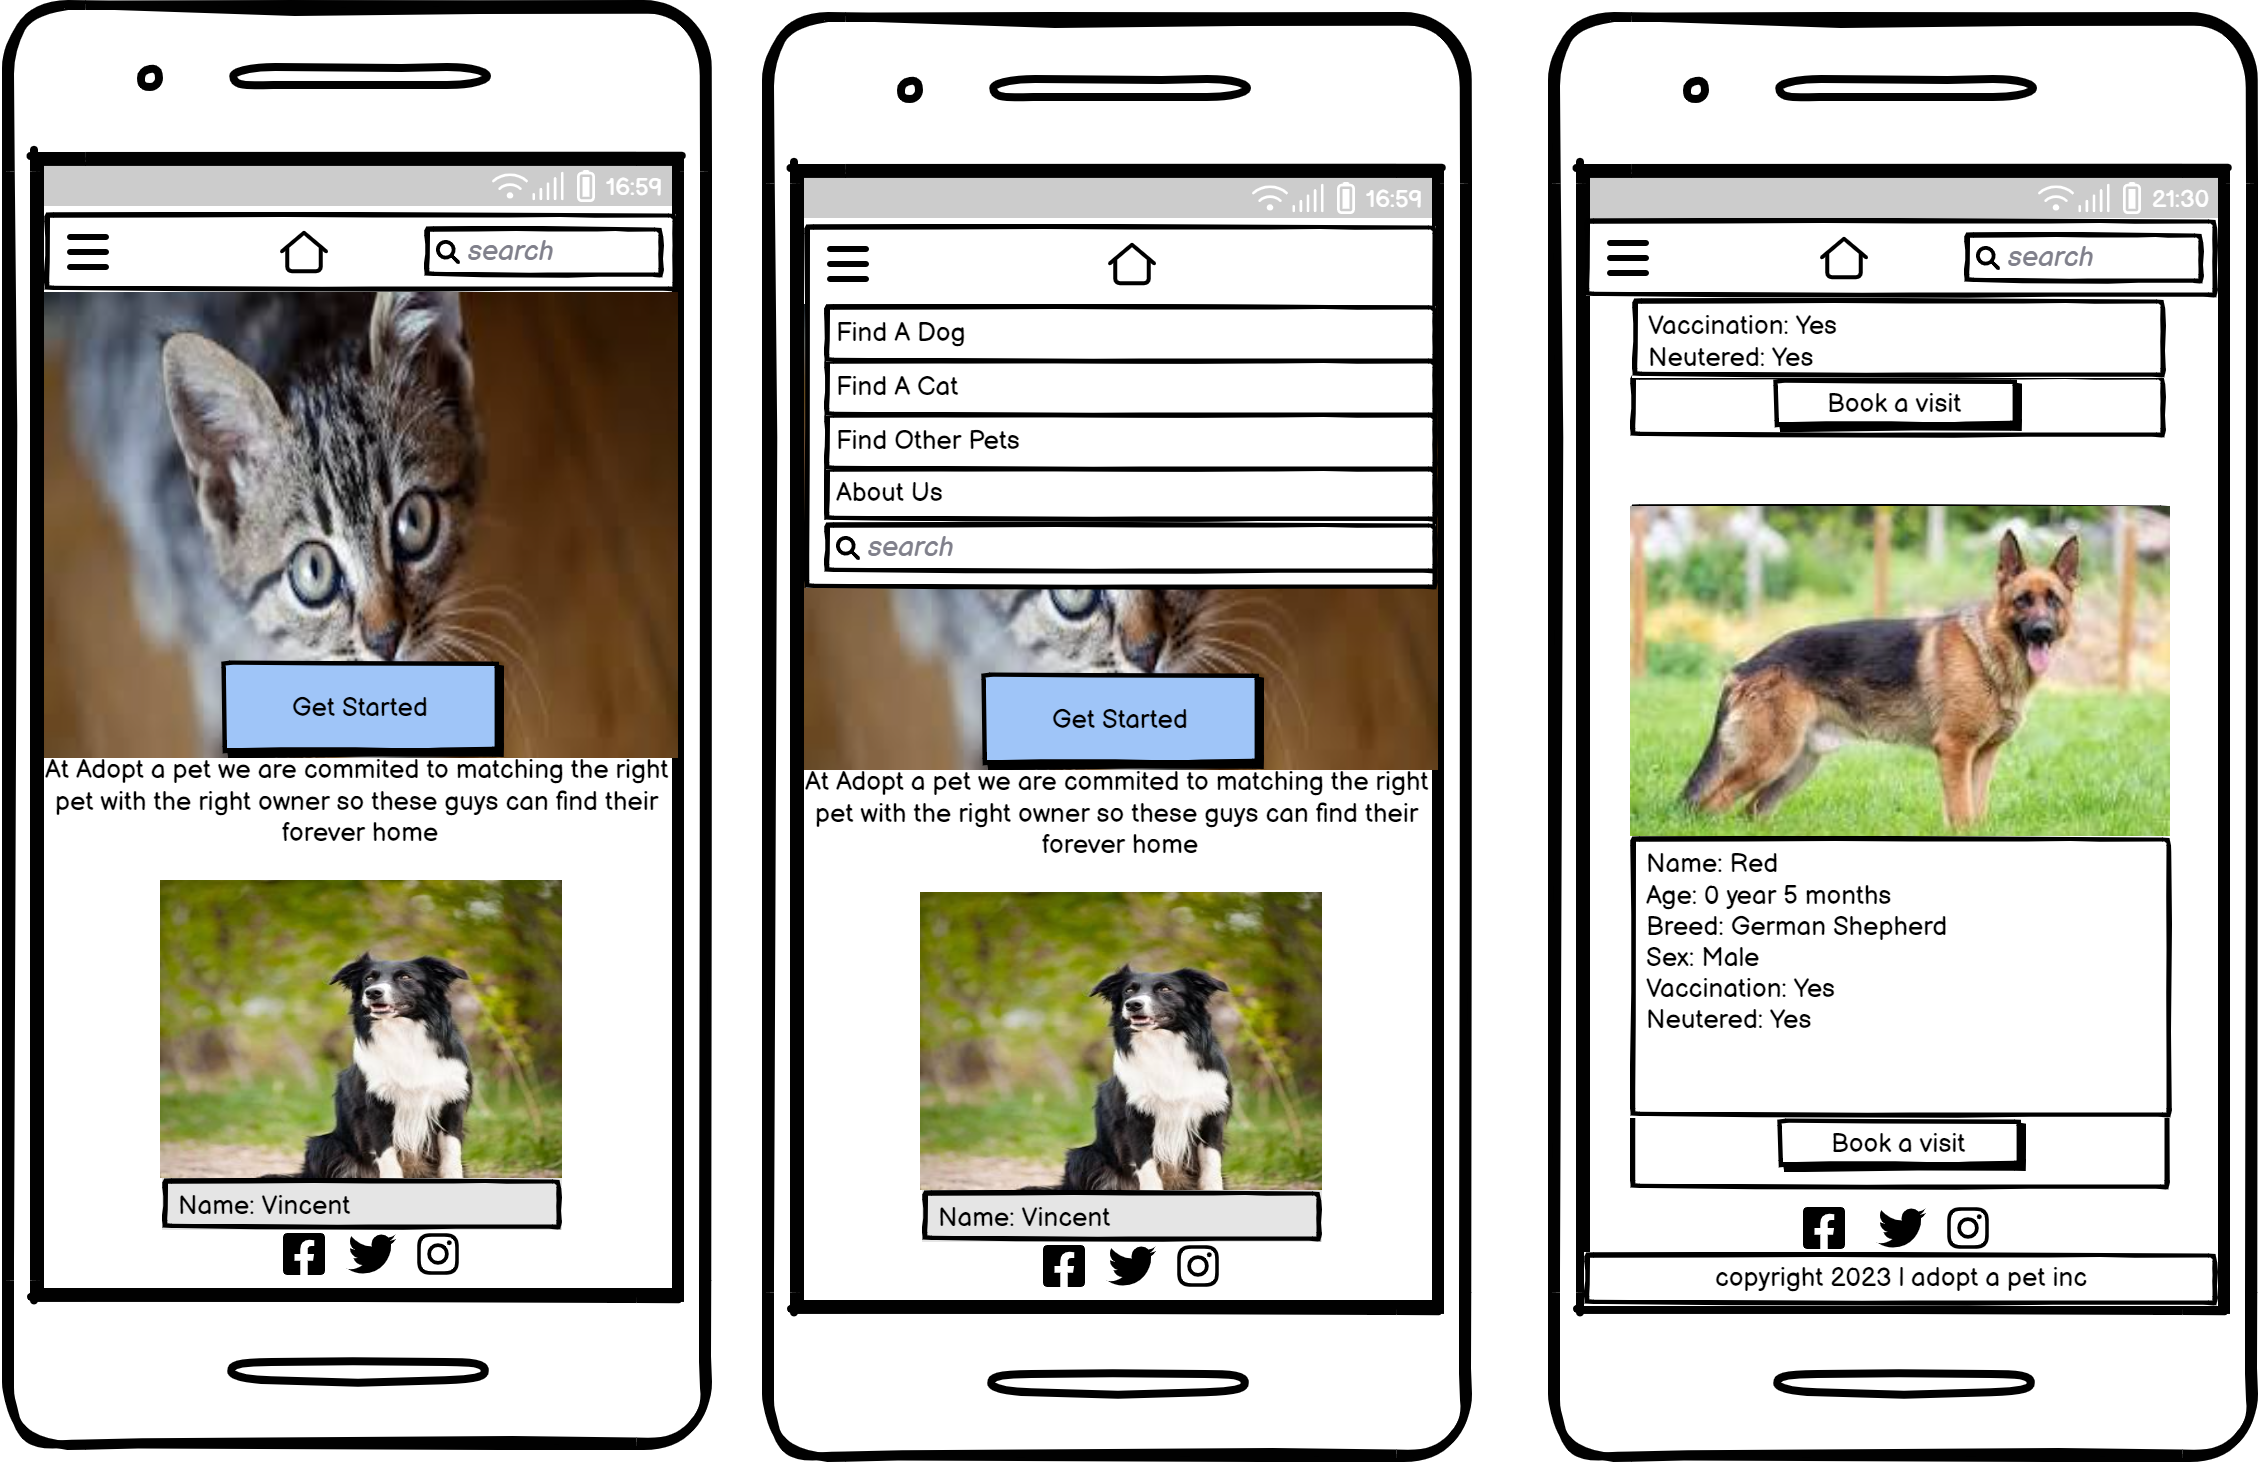 16:59
search
Get Started
At Adopt a pet we are commited to matching the right
pet with the right owner so these guys can find their
forever home
Name: Vincent
16:59
Find A Dog
Find A Cat
Find Other Pets
About Us
search
Get Started
At Adopt a pet we are commited to matching the right
pet with the right owner so these guys can find their
forever home
Name: Vincent
21:30
search
Vaccination: Yes
Neutered: Yes
Book a visit
Name: Red
Age: 0 year 5 months
Breed: German Shepherd
Sex: Male
Vaccination: Yes
Neutered: Yes
Book a visit
copyright 2023 | adopt a pet inc